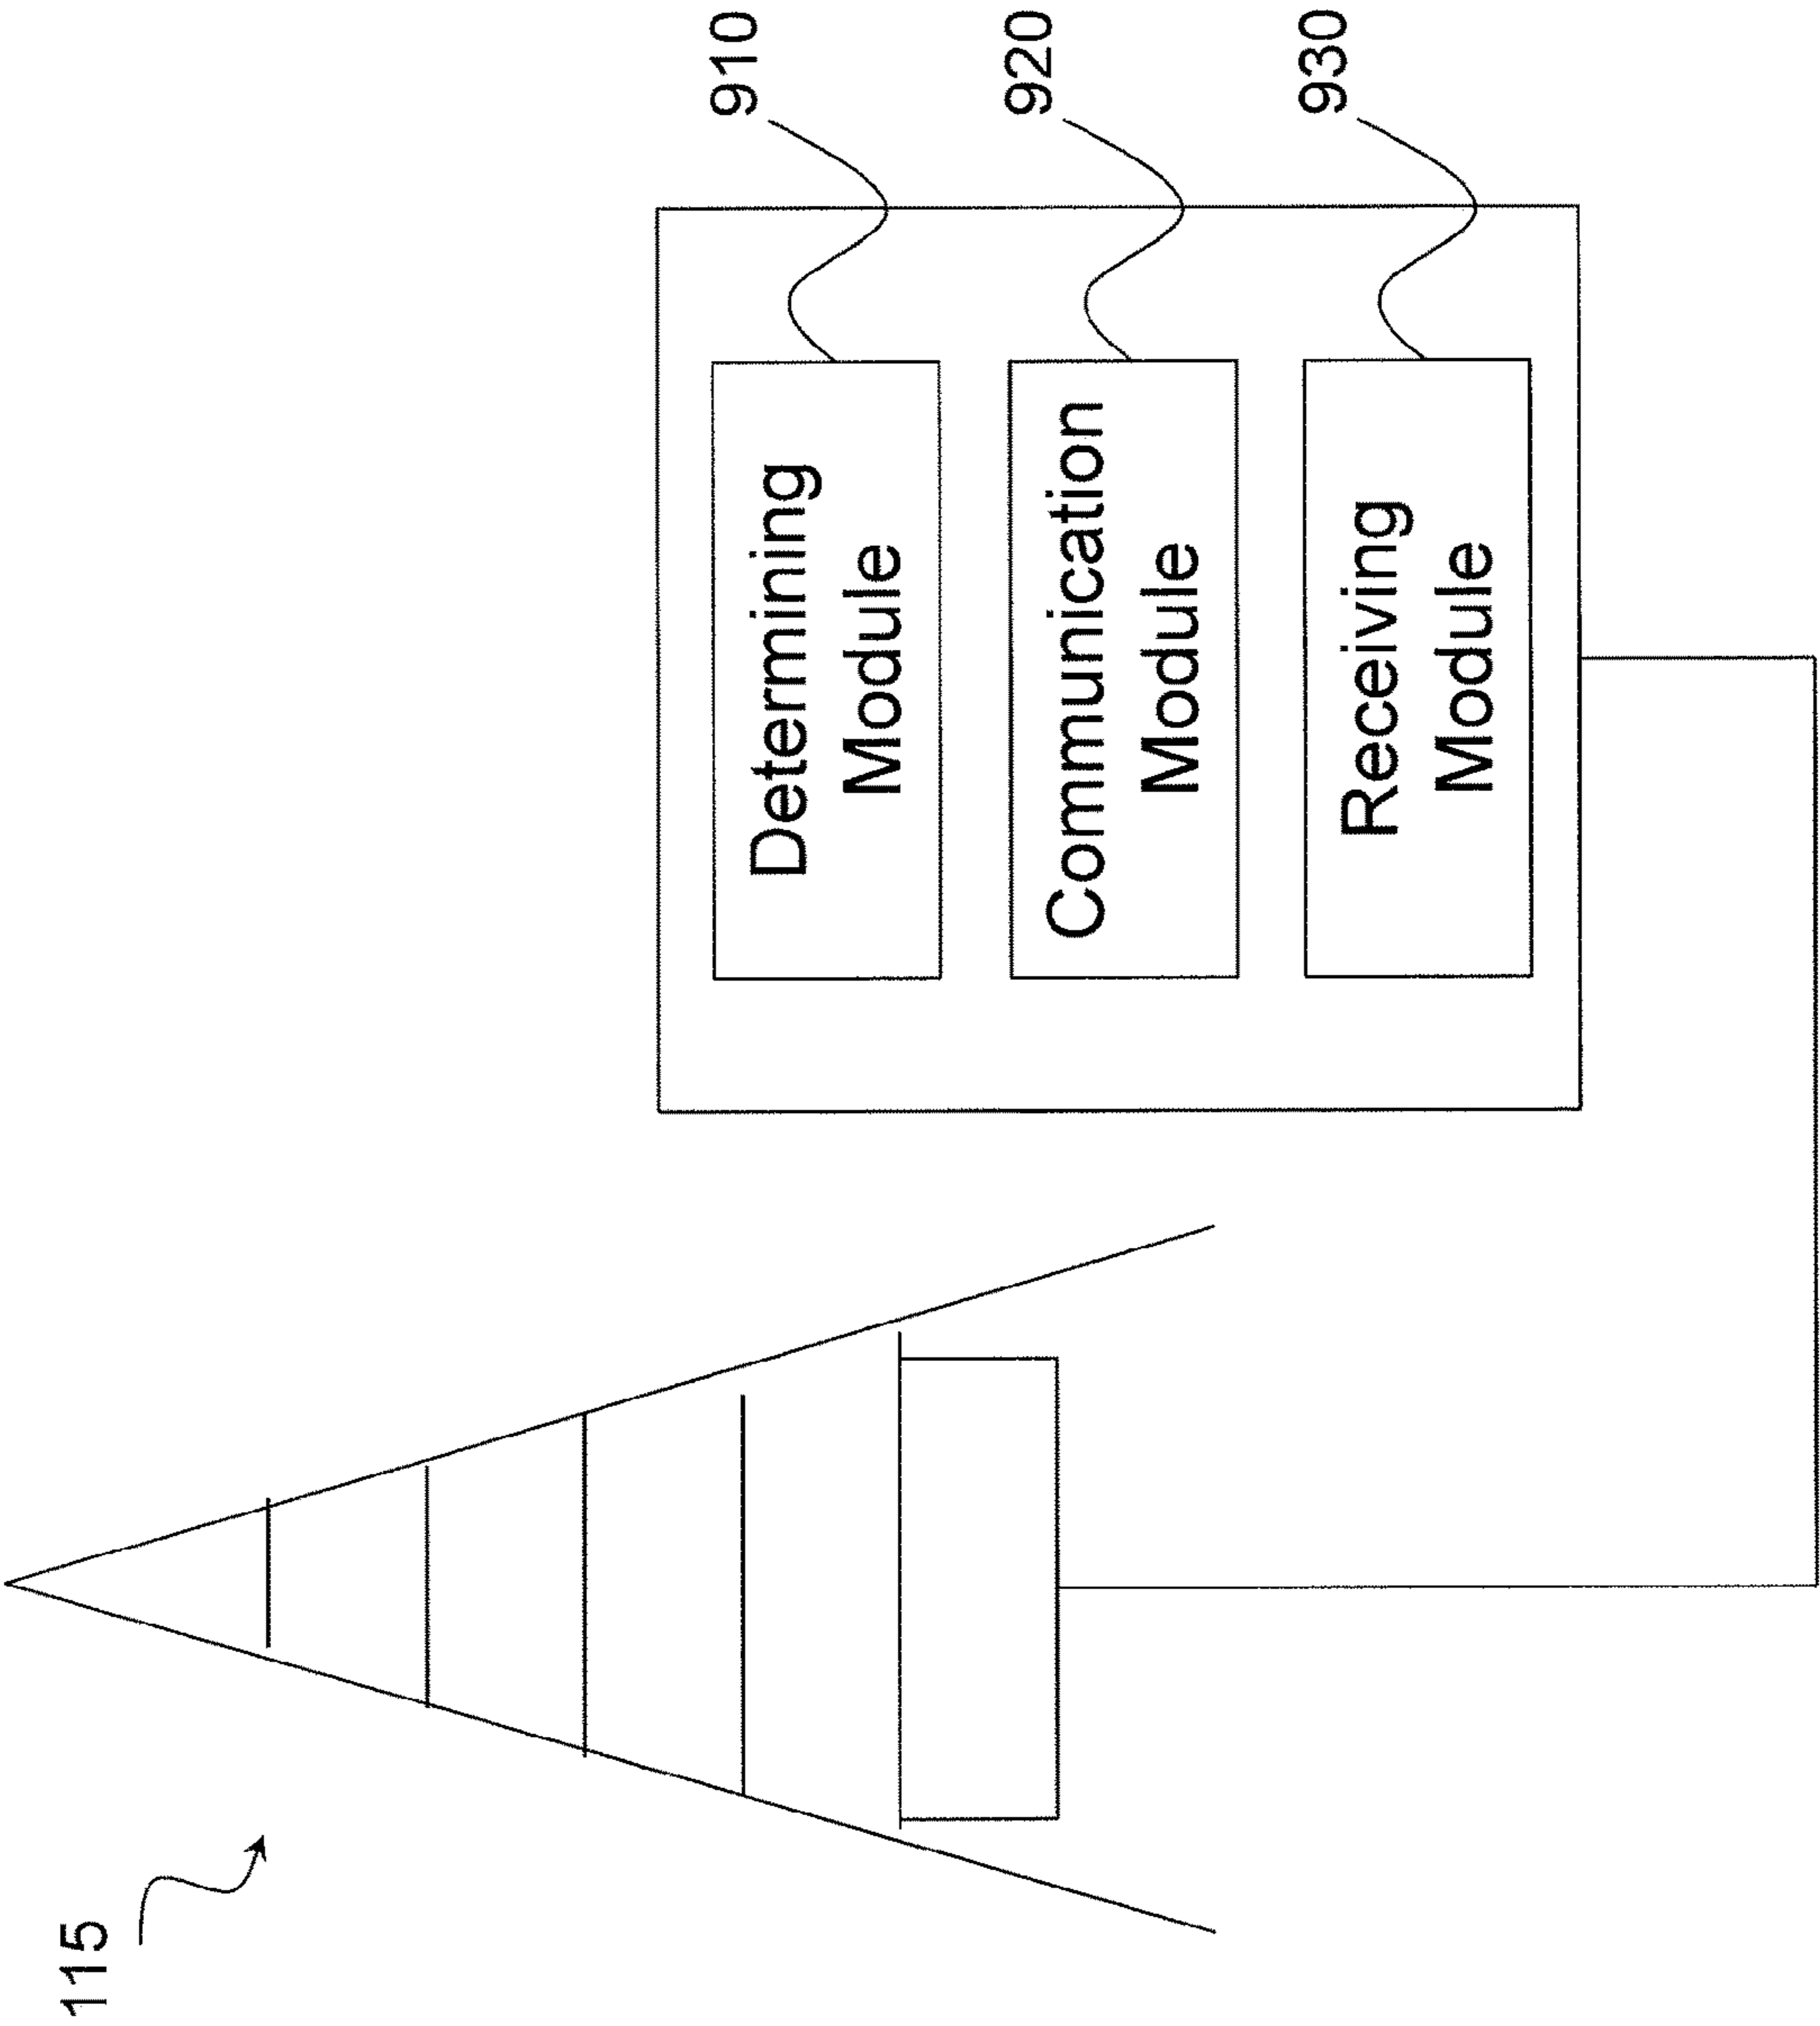 115
Determining
Module
910
Communication
Module
920
Receiving
Module
930